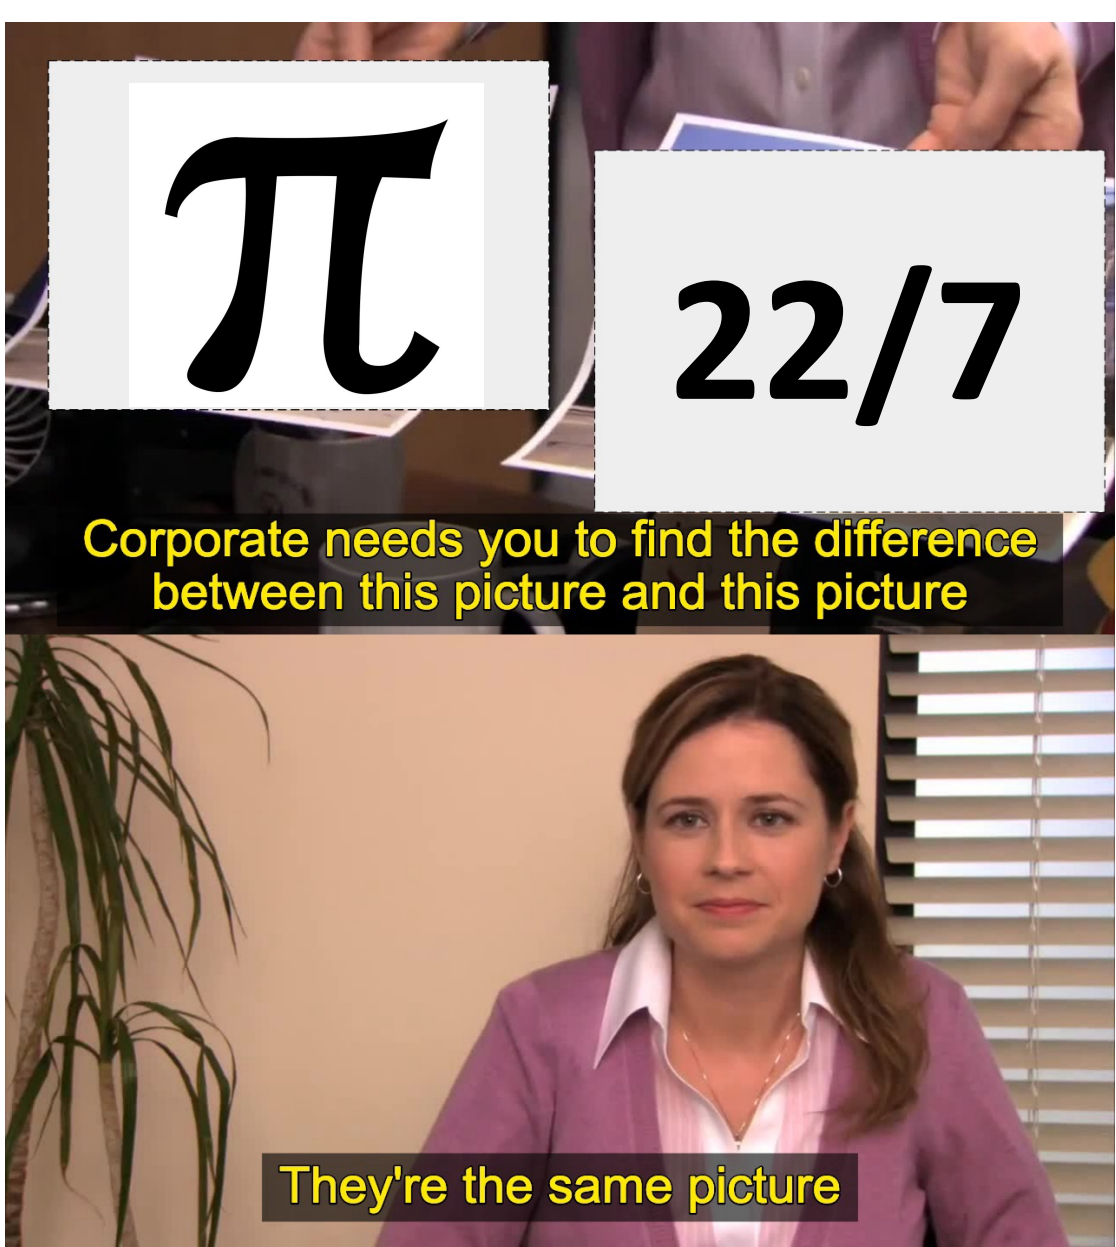 π
22/7
Corporate needs you to find the difference
between this picture and this picture
They're the same picture